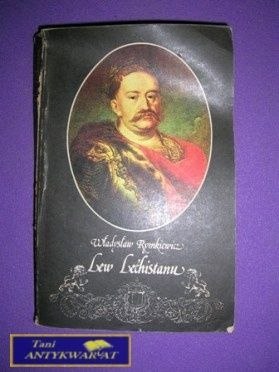 Władysław Rymkiewicz
Lew Lechistanu
Tani
ANTYKWARIAT